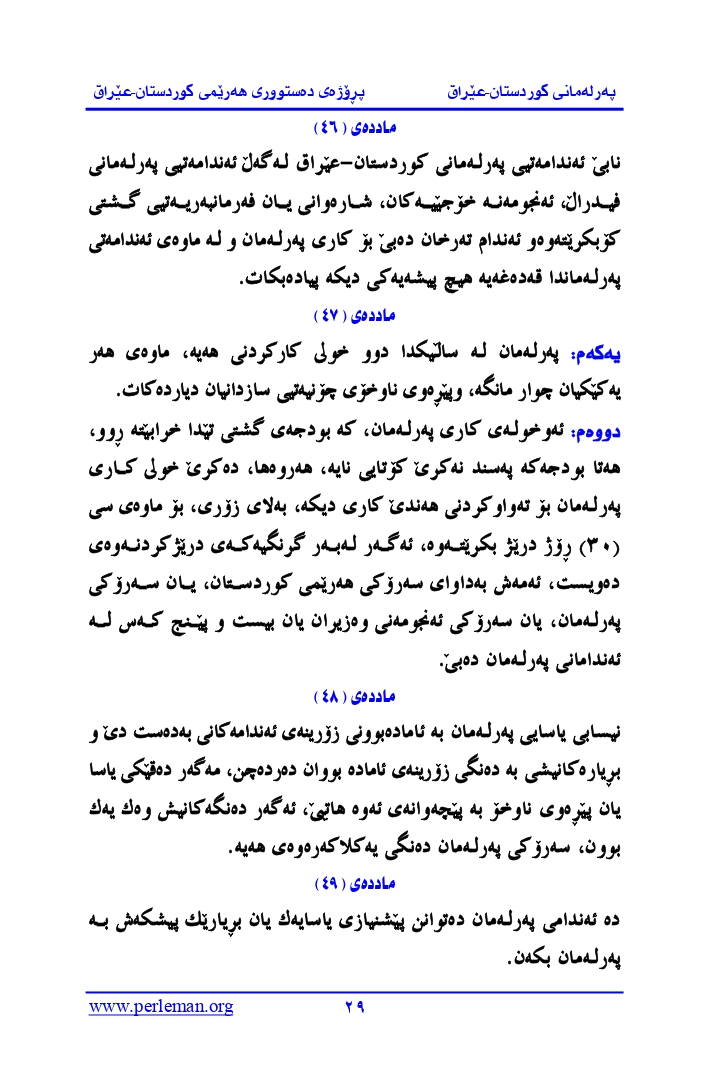 پەرلەمانی کوردستان-عێراق پڕۆژەی دەستووری هەرێمی کوردستان-عێراق
ماددەی (٤٦)
نابێ ئەندامەتیی پەرلەمانی کوردستان–عێراق لەگەڵ ئەندامەتیی پەرلەمانی
فیدراڵ، ئەنجومەنە خۆجێیەکان، شارەوانی یان فەرمانبەریەتیی گشتی
کۆبکرێتەوەو ئەندام تەرخان دەبێ بۆ کاری پەرلەمان و لە ماوەی ئەندامەتی
پەرلەماندا قەدەغەیە هیچ پیشەیەکی دیکە پیادەبکات.
ماددەی (٤٧)
یەکەم: پەرلەمان لە ساڵێکدا دوو خولی کارکردنی هەیە، ماوەی هەر
یەکێکیان چوار مانگە، وپێڕەوی ناوخۆی چۆنیەتیی سازدانیان دیاردەکات.
دووەم: ئەوخولەی کاری پەرلەمان، کە بودجەی گشتی تێدا خرابێتە ڕوو،
هەتا بودجەکە پەسند نەکرێ کۆتایی نایە، هەروەها، دەکرێ خولی کاری
پەرلەمان بۆ تەواوکردنی هەندێ کاری دیکە، بەلای زۆری، بۆ ماوەی سی
(٣٠) ڕۆژ درێژ بکرێتەوە، ئەگەر لەبەر گرنگیەکەی درێژکردنەوەی
دەویست، ئەمەش بەداوای سەرۆکی هەرێمی کوردستان، یان سەرۆکی
پەرلەمان، یان سەرۆکی ئەنجومەنی وەزیران یان بیست و پێنج کەس لە
ئەندامانی پەرلەمان دەبێ.
ماددەی (٤٨)
نیسابی یاسایی پەرلەمان بە ئامادەبوونی زۆرینەی ئەندامەکانی بەدەست دێ و
بڕیارەکانیشی بە دەنگی زۆرینەی ئامادە بووان دەردەچن، مەگەر دەقێکی یاسا
یان پێڕەوی ناوخۆ بە پێچەوانەی ئەوە هاتبێ، ئەگەر دەنگەکانیش وەك یەك
بوون، سەرۆکی پەرلەمان دەنگی یەکلاکەرەوەی هەیە.
ماددەی (٤٩)
دە ئەندامی پەرلەمان دەتوانن پێشنیازی یاسایەك یان بڕیارێك پیشکەش بە
پەرلەمان بکەن.
www.perleman.org ٢٩